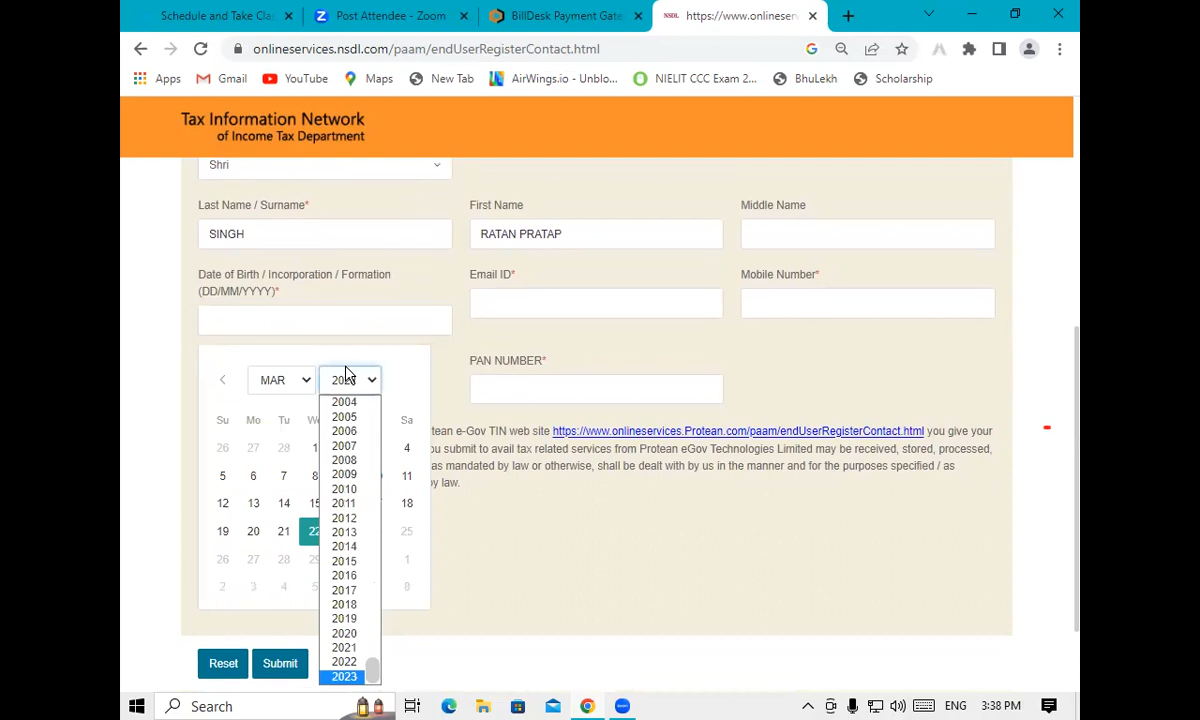 Schedule and Take Clas
Post Attendee - Zoom
BillDesk Payment Gate
NSDL https://www.onlineserv
onlineservices.nsdl.com/paam/endUserRegisterContact.html
Apps Gmail YouTube Maps New Tab AirWings.io - Unblo... NIELIT CCC Exam 2... BhuLekh Scholarship
Tax Information Network
of Income Tax Department
Shri
Last Name / Surname* First Name Middle Name
SINGH RATAN PRATAP
Date of Birth / Incorporation / Formation Email ID* Mobile Number*
(DD/MM/YYYY)*
PAN NUMBER*
MAR
2004
Su Mo Tu We Sa
2005
2006
tean e-Gov TIN web site https://www.onlineservices.Protean.com/paam/endUserRegisterContact.html you give your
26 27 28 1 2007 4
ou submit to avail tax related services from Protean eGov Technologies Limited may be received, stored, processed,
2008
as mandated by law or otherwise, shall be dealt with by us in the manner and for the purposes specified / as
5 6 7 8 2009 11
by law.
2010
12 13 14 15 2011 18
2012
19 20 21 22 2013 25
2014
26 27 28 29 2015 1
2016
2 3 4 5 2017 8
2018
2019
2020
2021
2022
Reset Submit
2023
Search
ENG 3:38 PM